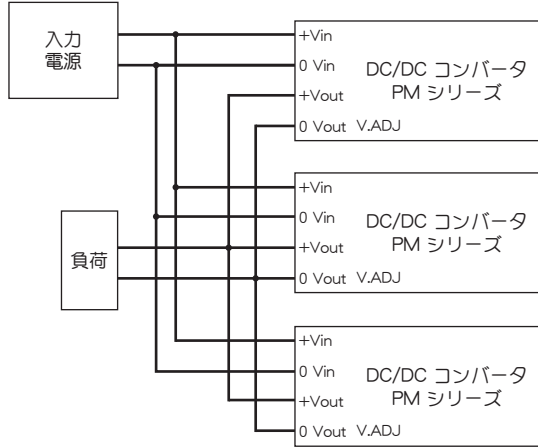 入力
電源
+Vin
0 Vin
+Vout
0 Vout V.ADJ
DC/DC コンバータ
PM シリーズ
負荷
+Vin
0 Vin
+Vout
0 Vout V.ADJ
DC/DC コンバータ
PM シリーズ
+Vin
0 Vin
+Vout
0 Vout V.ADJ
DC/DC コンバータ
PM シリーズ